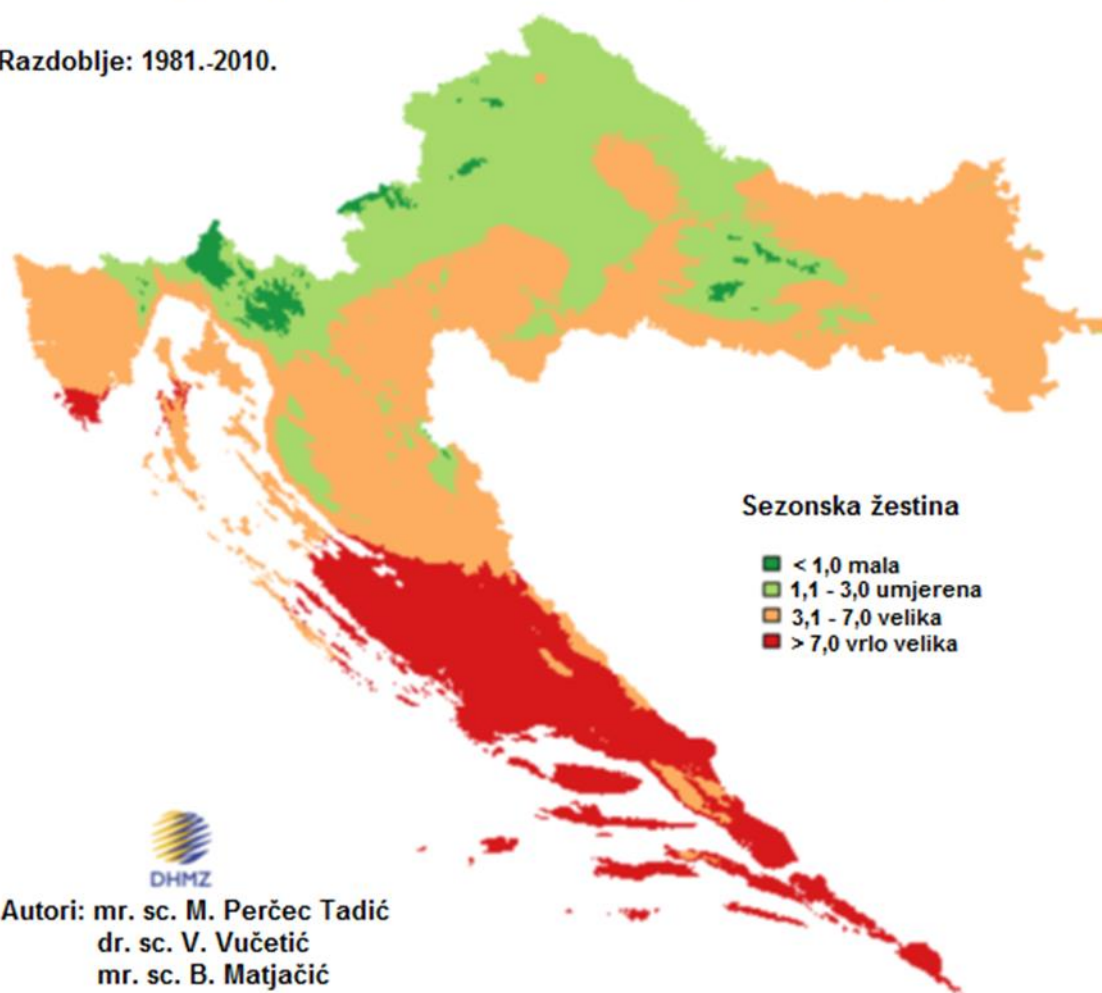 Razdoblje: 1981.-2010.
Sezonska žestina
< 1,0 mala
1,1 - 3,0 umjerena
3,1 - 7,0 velika
> 7,0 vrlo velika
DHMZ
Autori: mr. sc. M. Perčec Tadić
dr. sc. V. Vučetić
mr. sc. B. Matjačić